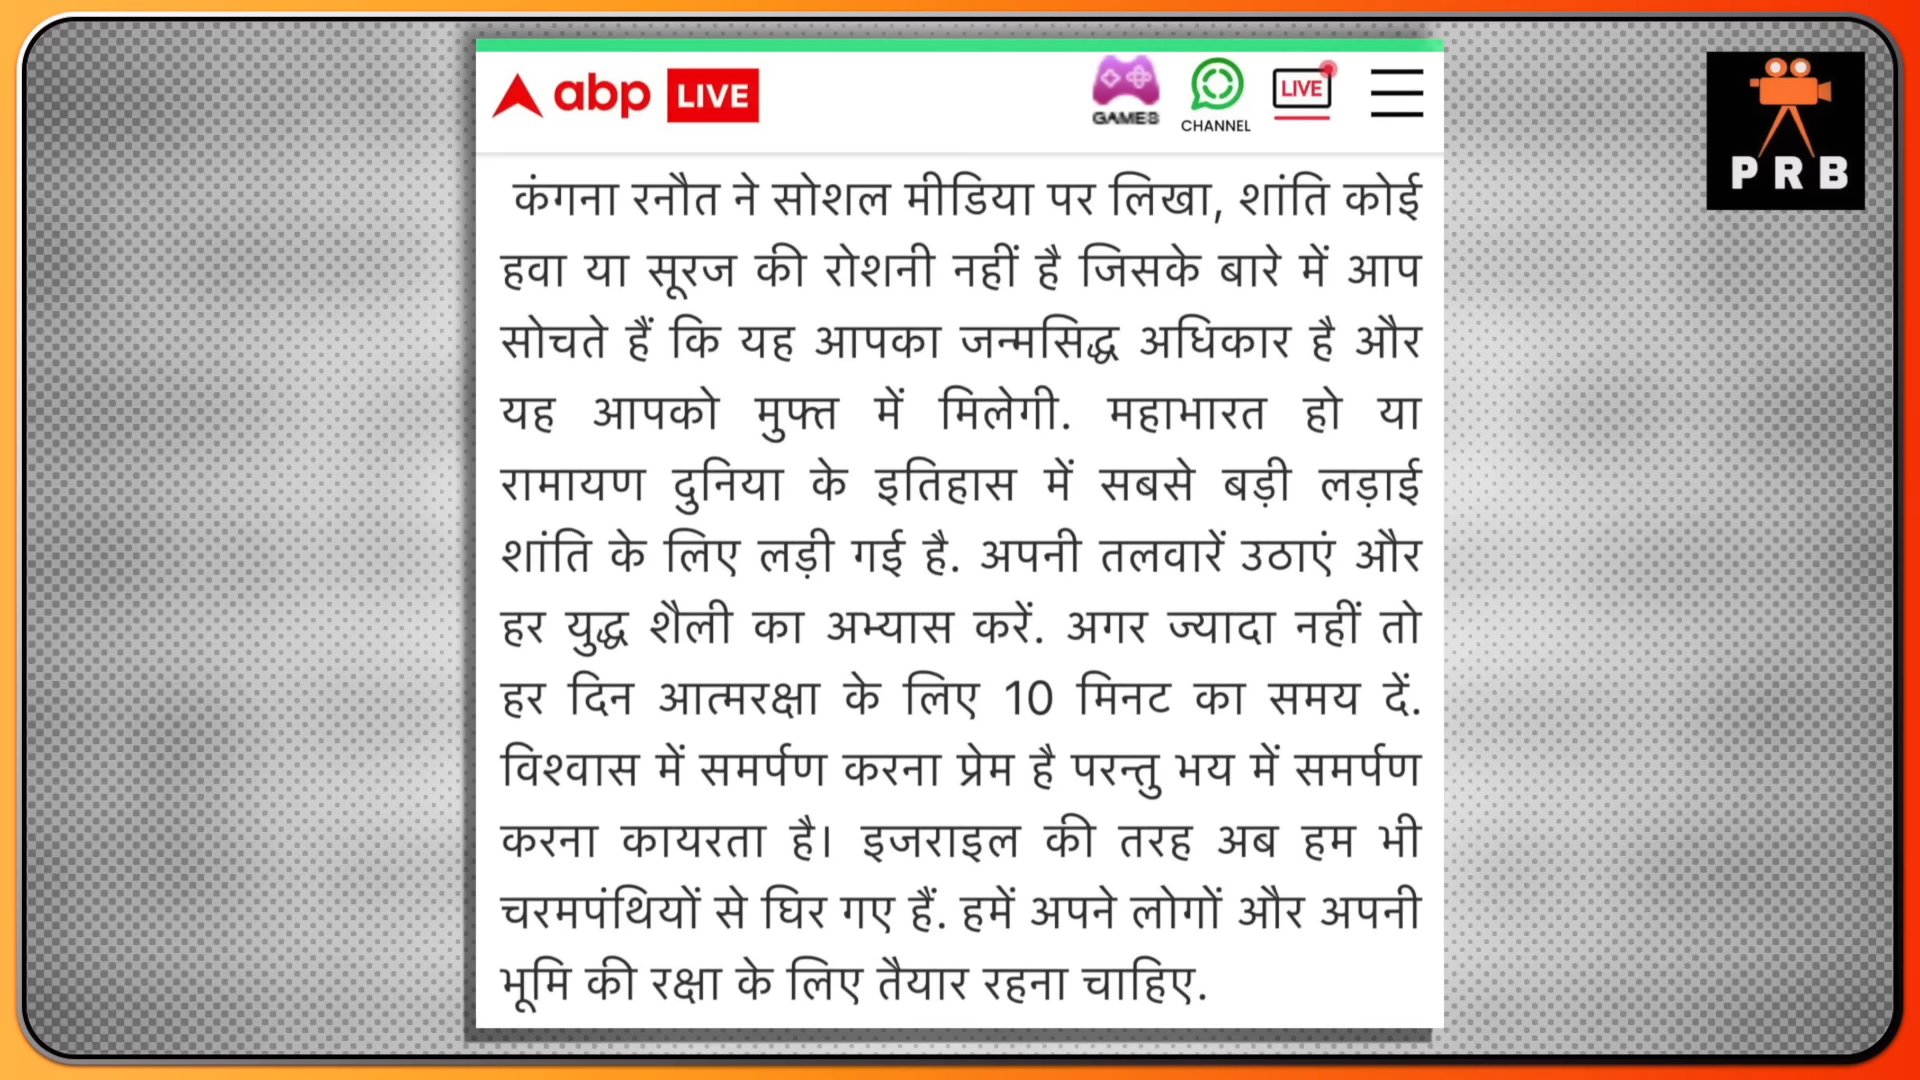 abp LIVE
GAMES
CHANNEL
LIVE
PRB
कंगना रनौत ने सोशल मीडिया पर लिखा, शांति कोई
हवा या सूरज की रोशनी नहीं है जिसके बारे में आप
सोचते हैं कि यह आपका जन्मसिद्ध अधिकार है और
यह आपको मुफ्त में मिलेगी. महाभारत हो या
रामायण दुनिया के इतिहास में सबसे बड़ी लड़ाई
शांति के लिए लड़ी गई है. अपनी तलवारें उठाएं और
हर युद्ध शैली का अभ्यास करें. अगर ज्यादा नहीं तो
हर दिन आत्मरक्षा के लिए 10 मिनट का समय दें.
विश्वास में समर्पण करना प्रेम है परन्तु भय में समर्पण
करना कायरता है। इजराइल की तरह अब हम भी
चरमपंथियों से घिर गए हैं. हमें अपने लोगों और अपनी
भूमि की रक्षा के लिए तैयार रहना चाहिए.